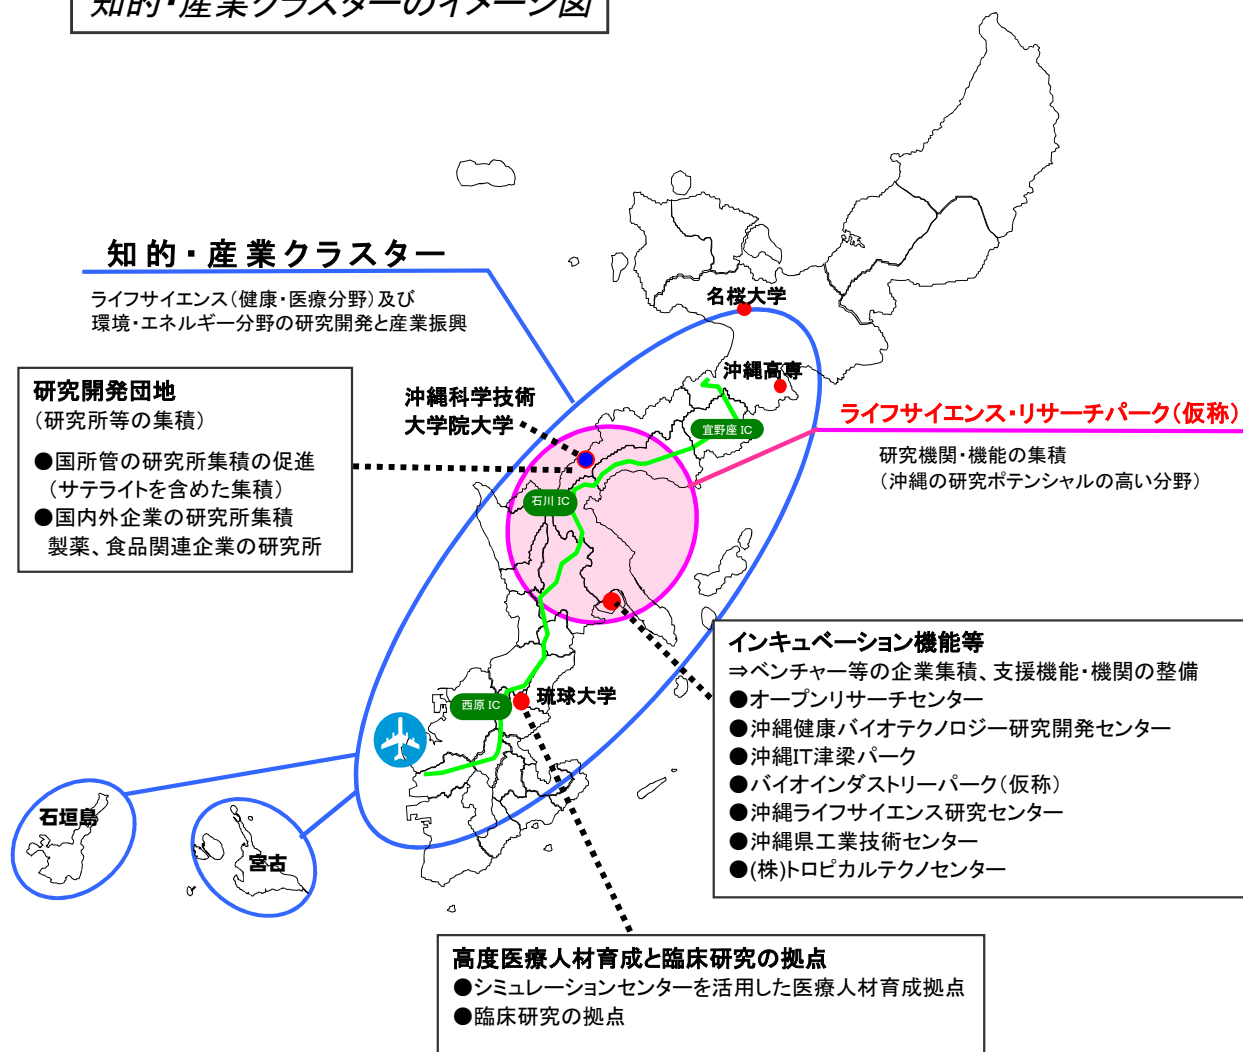 知的・産業クラスターのイメージ図
知的・産業クラスター
ライフサイエンス(健康・医療分野)及び
環境・エネルギー分野の研究開発と産業振興
名桜大学
沖縄高専
研究開発団地
(研究所等の集積)
●国所管の研究所集積の促進
(サテライトを含めた集積)
●国内外企業の研究所集積
製薬、食品関連企業の研究所
沖縄科学技術
大学院大学
宜野座 IC
ライフサイエンス・リサーチパーク(仮称)
研究機関・機能の集積
(沖縄の研究ポテンシャルの高い分野)
石川 IC
西原 IC
琉球大学
インキュベーション機能等
⇒ベンチャー等の企業集積、支援機能・機関の整備
●オープンリサーチセンター
●沖縄健康バイオテクノロジー研究開発センター
●沖縄IT津梁パーク
●バイオインダストリーパーク(仮称)
●沖縄ライフサイエンス研究センター
●沖縄県工業技術センター
●(株)トロピカルテクノセンター
石垣島
宮古
高度医療人材育成と臨床研究の拠点
●シミュレーションセンターを活用した医療人材育成拠点
●臨床研究の拠点